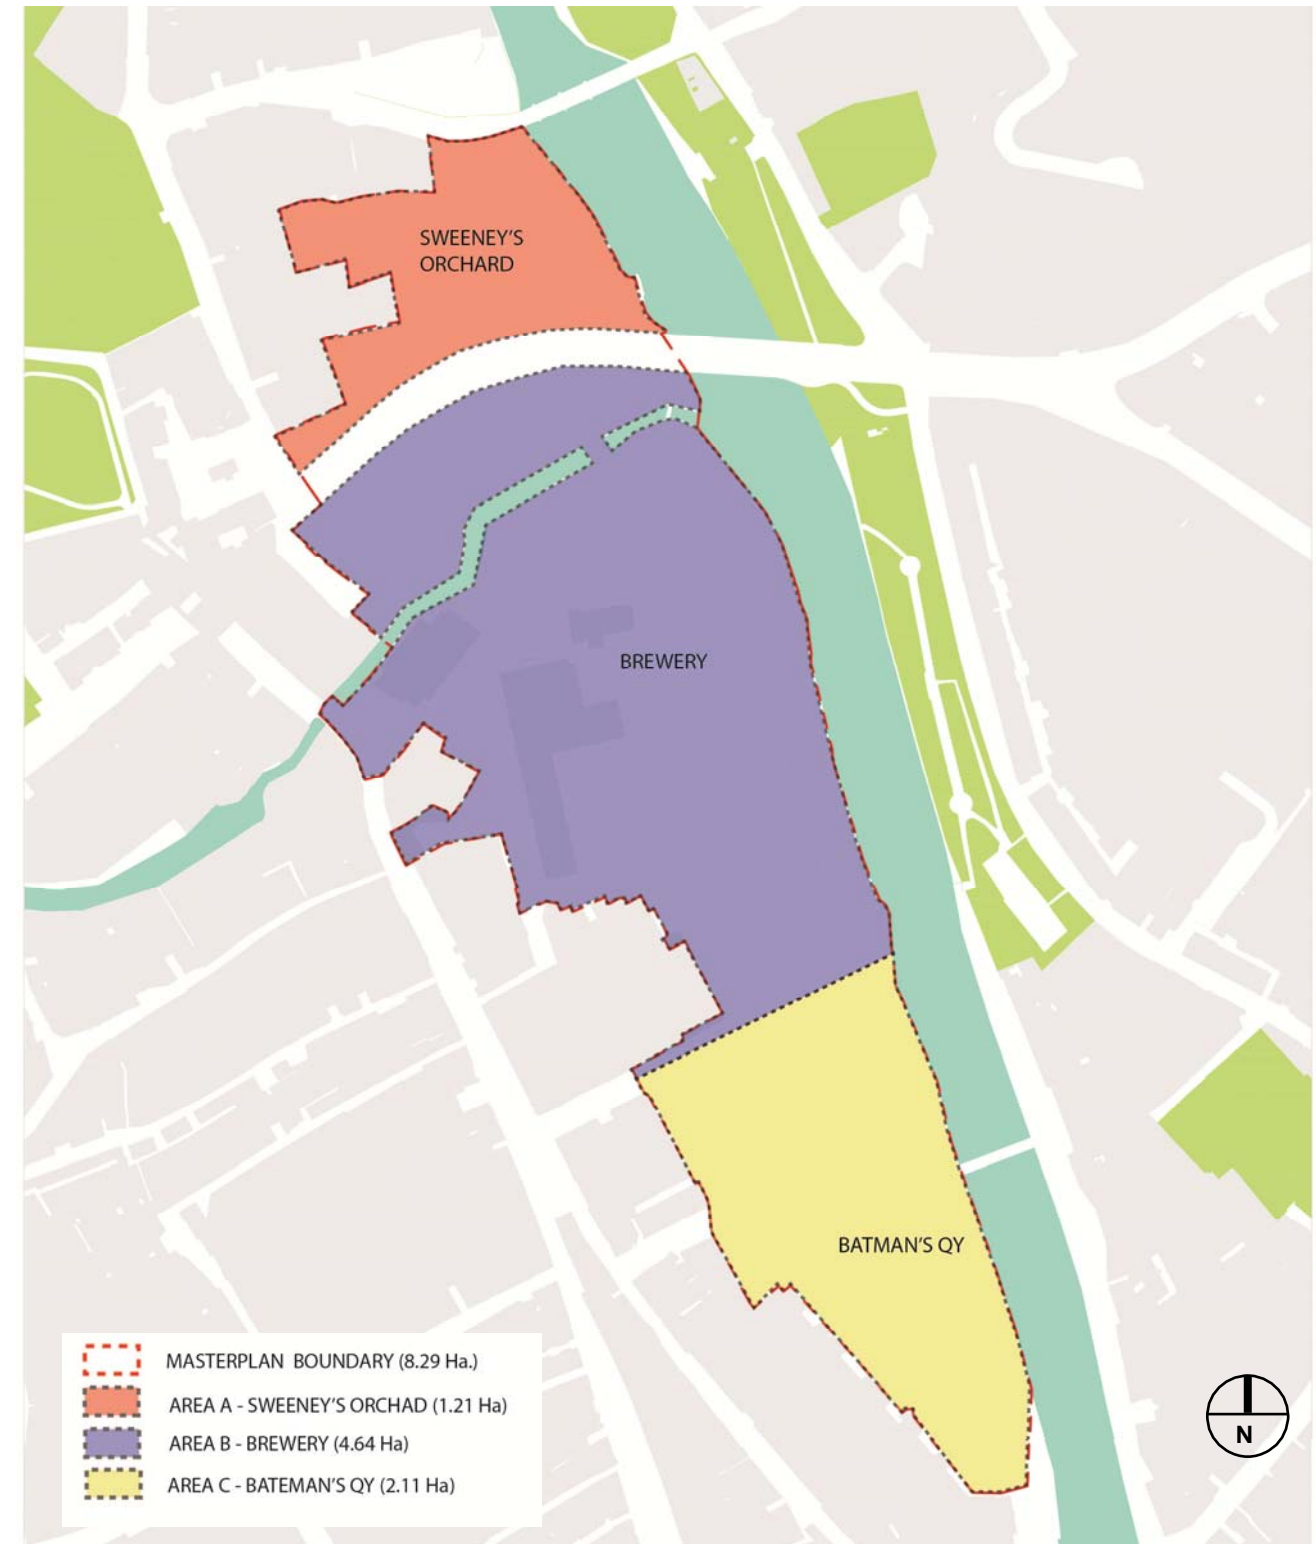 SWEENEY'S
ORCHARD
BREWERY
BATMAN'S QY
MASTERPLAN BOUNDARY (8.29 Ha.)
AREA A - SWEENEY'S ORCHAD (1.21 Ha)
AREA B - BREWERY (4.64 Ha)
AREA C - BATEMAN'S QY (2.11 Ha)
N